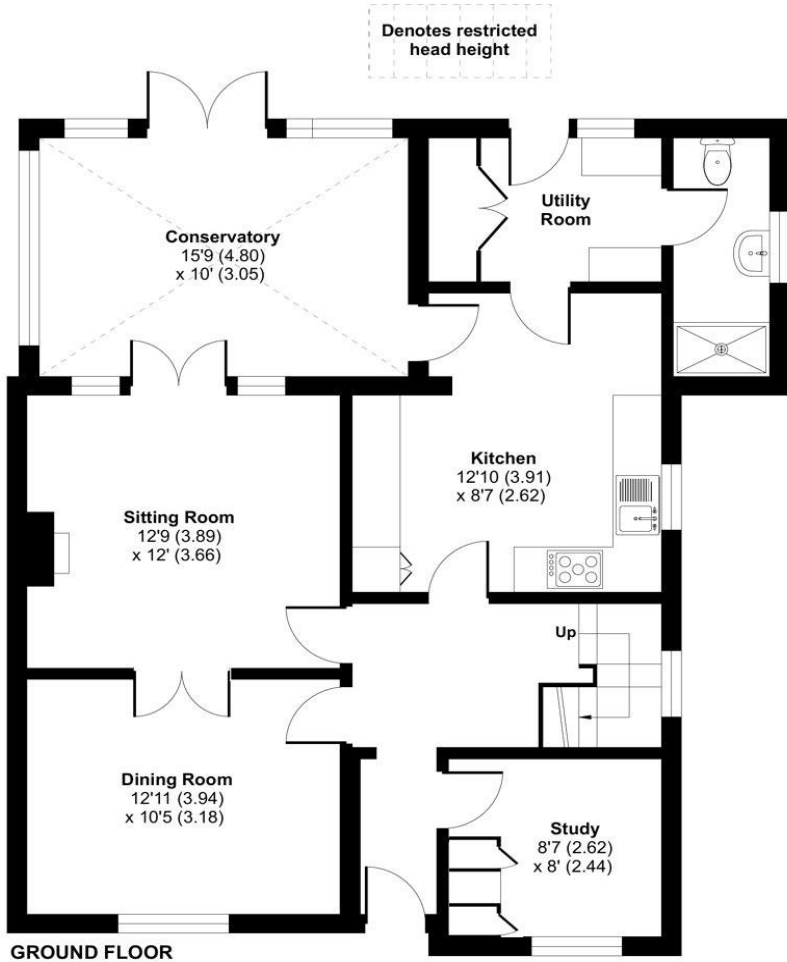 Denotes restricted
head height
Conservatory
15'9 (4.80)
x 10' (3.05)
Utility
Room
Kitchen
12'10 (3.91)
x 8'7 (2.62)
Sitting Room
12'9 (3.89)
x 12' (3.66)
Up
Dining Room
12'11 (3.94)
x 10'5 (3.18)
Study
8'7 (2.62)
x 8' (2.44)
GROUND FLOOR